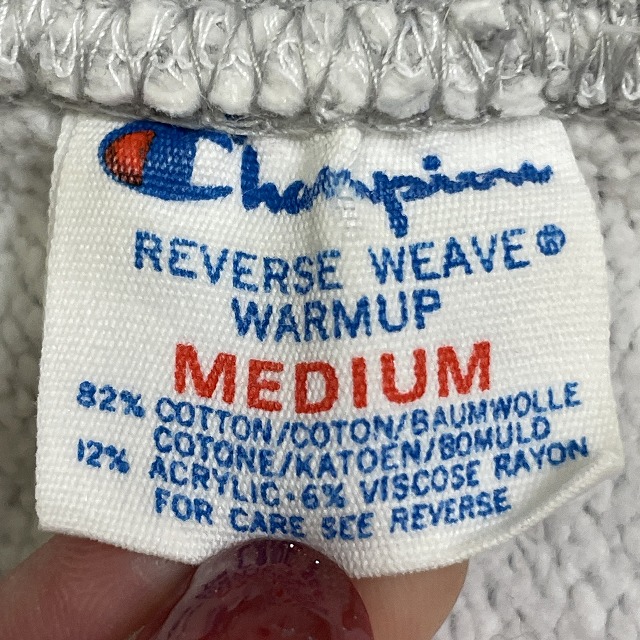 Champion
REVERSE WEAVE®
WARMUP
MEDIUM
82% COTTON/COTON/BAUMWOLLE
COTONE/KATOEN/BOMULD
12% ACRYLIC-6% VISCOSE RAYON
FOR CARE SEE REVERSE